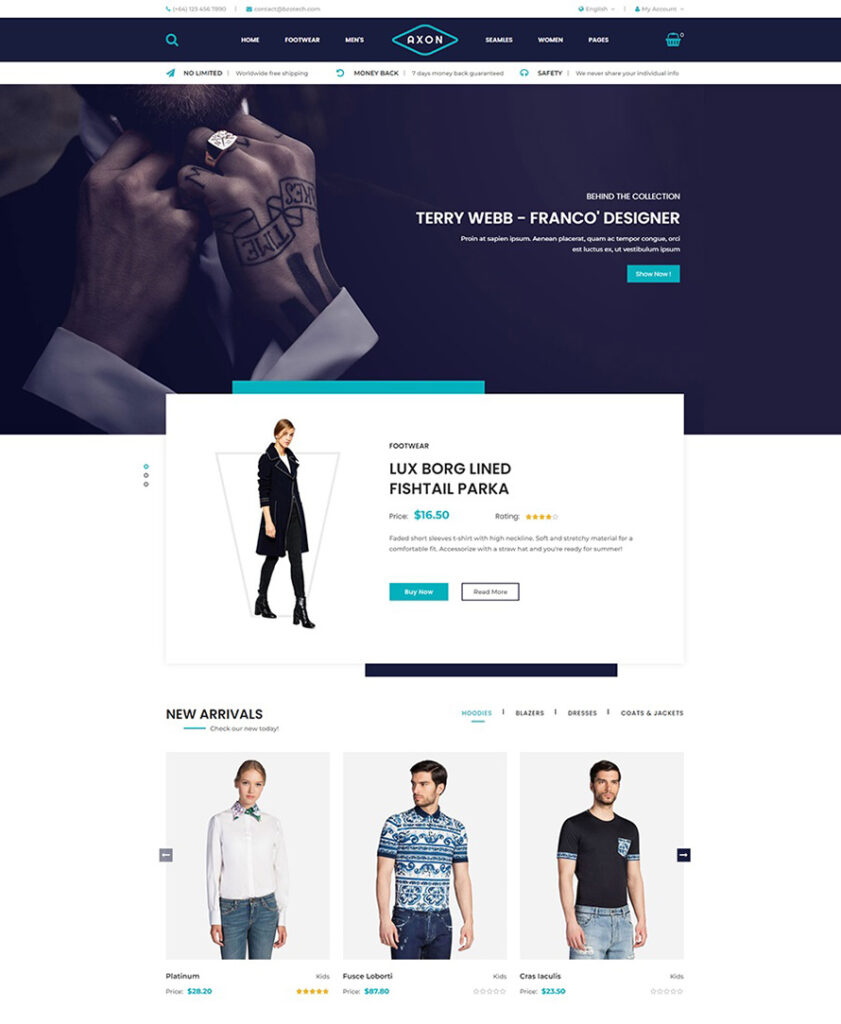 (+64) 123 456 7890 | contact@bzotech.com English | My Account
HOME FOOTWEAR MEN'S AXON SEAMLES WOMEN PAGES 0
NO LIMITED | Worldwide free shipping MONEY BACK | 7 days money back guaranteed SAFETY | We never share your individual info
TIME
BEHIND THE COLLECTION
TERRY WEBB - FRANCO' DESIGNER
Proin at sapien ipsum. Aenean placerat, quam ac tempor congue, orci
est luctus ex, ut vestibulum ipsum
Show Now !
FOOTWEAR
LUX BORG LINED
FISHTAIL PARKA
Price: $16.50 Rating:
Faded short sleeves t-shirt with high neckline. Soft and stretchy material for a
comfortable fit. Accessorize with a straw hat and you're ready for summer!
Buy Now Read More
NEW ARRIVALS HOODIES | BLAZERS | DRESSES | COATS & JACKETS
Check our new today!
Platinum Kids Fusce Loborti Kids Cras Iaculis Kids
Price: $28.20 Price: $87.80 Price: $23.50